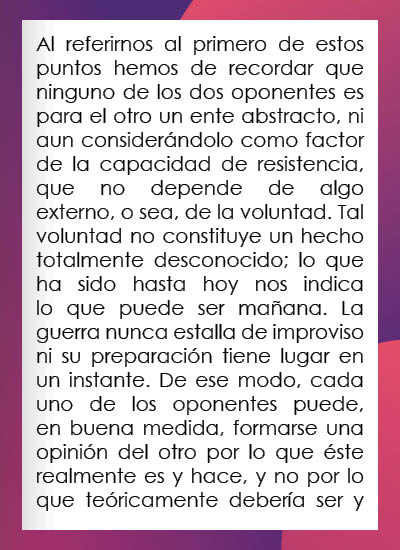 Al referirnos al primero de estos
puntos hemos de recordar que
ninguno de los dos oponentes es
para el otro un ente abstracto, ni
aun considerándolo como factor
de la capacidad de resistencia,
que no depende de algo
externo, o sea, de la voluntad. Tal
voluntad no constituye un hecho
totalmente desconocido; lo que
ha sido hasta hoy nos indica
lo que puede ser mañana. La
guerra nunca estalla de improviso
ni su preparación tiene lugar en
un instante. De ese modo, cada
uno de los oponentes puede,
en buena medida, formarse una
opinión del otro por lo que éste
realmente es y hace, y no por lo
que teóricamente debería ser y